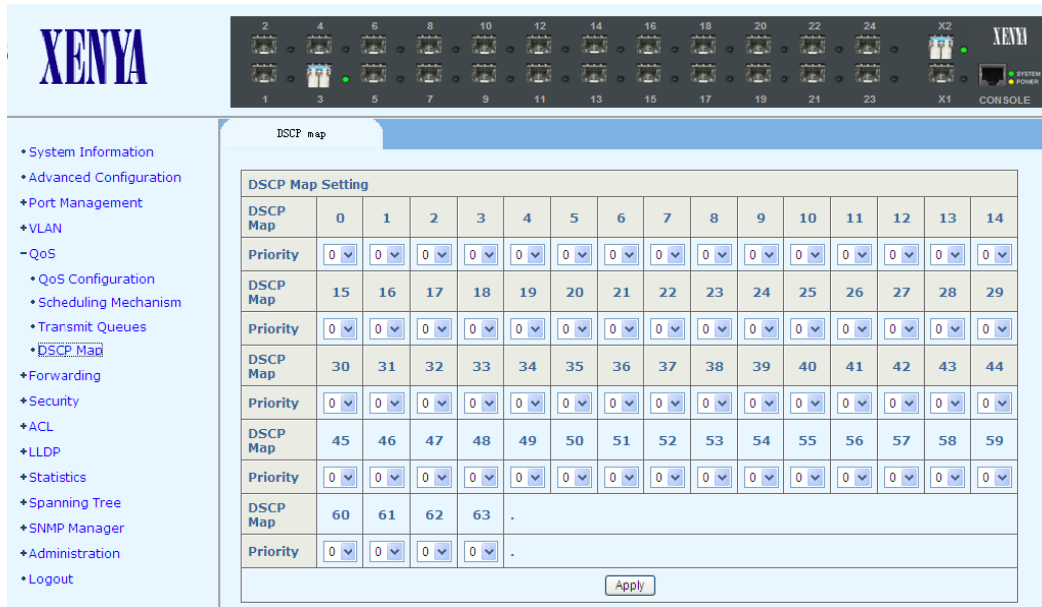 XENYA
2 4 6 8 10 12 14 16 18 20 22 24 X2 XENYA
SYSTEM
POWER
1 3 5 7 9 11 13 15 17 19 21 23 X1 CONSOLE
DSCP map
System Information
Advanced Configuration
Port Management
VLAN
QoS
QoS Configuration
Scheduling Mechanism
Transmit Queues
DSCP Map
Forwarding
Security
ACL
LLDP
Statistics
Spanning Tree
SNMP Manager
Administration
Logout
DSCP Map Setting
DSCP Map 0 1 2 3 4 5 6 7 8 9 10 11 12 13 14
Priority 0 0 0 0 0 0 0 0 0 0 0 0 0 0 0
DSCP Map 15 16 17 18 19 20 21 22 23 24 25 26 27 28 29
Priority 0 0 0 0 0 0 0 0 0 0 0 0 0 0 0
DSCP Map 30 31 32 33 34 35 36 37 38 39 40 41 42 43 44
Priority 0 0 0 0 0 0 0 0 0 0 0 0 0 0 0
DSCP Map 45 46 47 48 49 50 51 52 53 54 55 56 57 58 59
Priority 0 0 0 0 0 0 0 0 0 0 0 0 0 0 0
DSCP Map 60 61 62 63 .
Priority 0 0 0 0 .
Apply